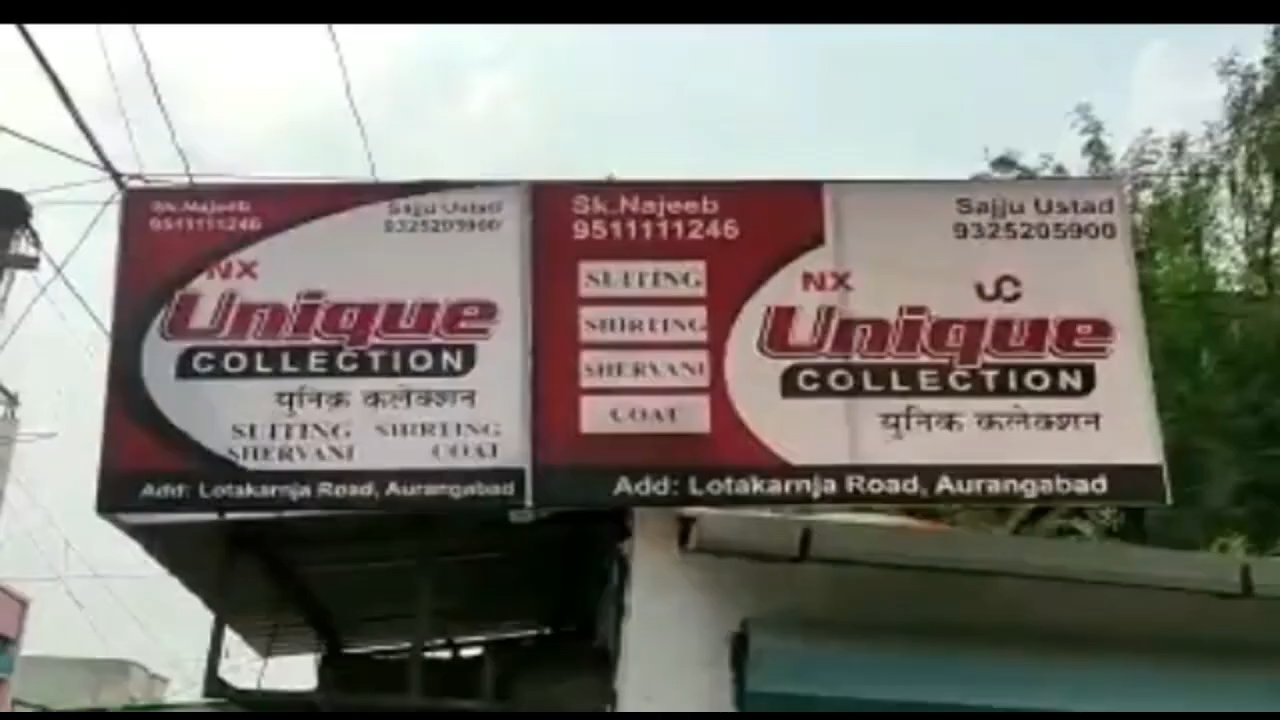 Sk.Najeeb
9511111246
Sajju Ustad
9325205900
NX
Unique
COLLECTION
युनिक कलेक्शन
SUITING SHIRTING
SHERVANI COAT
Add: Lotakarnja Road, Aurangabad
Sk.Najeeb
9511111246
Sajju Ustad
9325205900
SUITING
SHIRTING
SHERVANI
COAT
NX
UC
Unique
COLLECTION
युनिक कलेक्शन
Add: Lotakarnja Road, Aurangabad